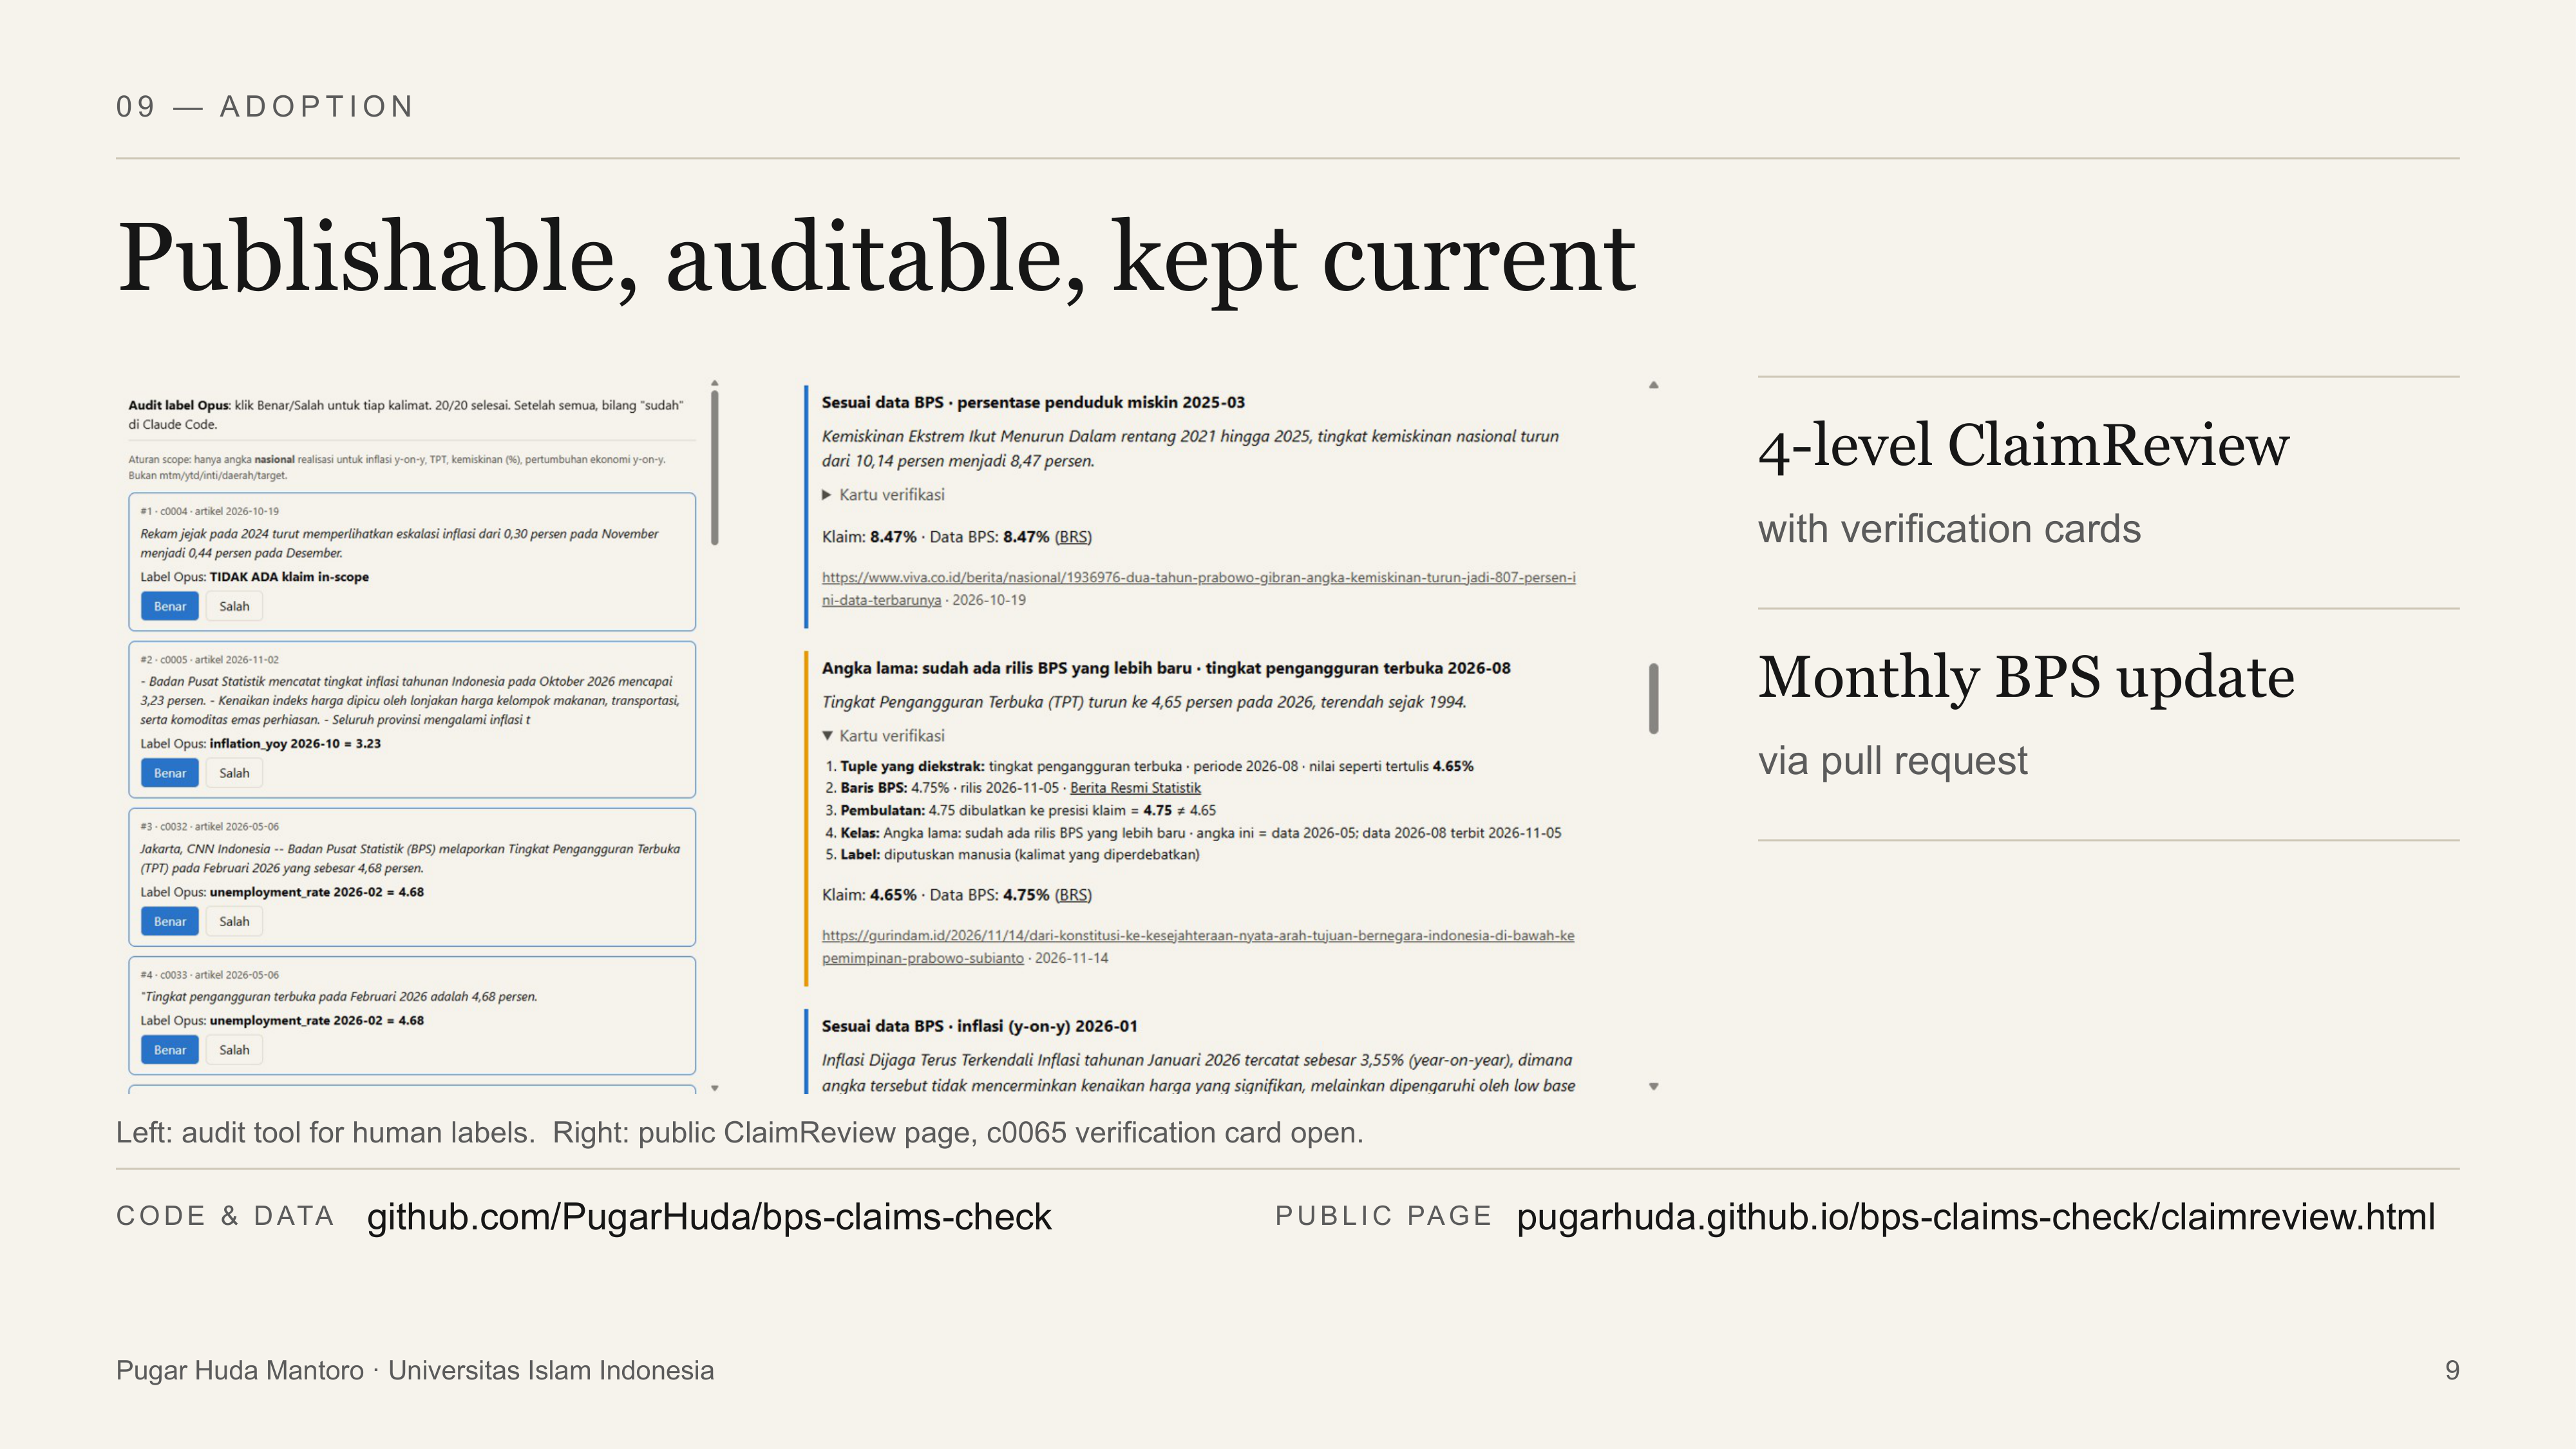 09 — ADOPTION
Publishable, auditable, kept current
Audit label Opus: klik Benar/Salah untuk tiap kalimat. 20/20 selesai. Setelah semua, bilang "sudah"
di Claude Code.
Aturan scope: hanya angka nasional realisasi untuk inflasi y-on-y, TPT, kemiskinan (%), pertumbuhan ekonomi y-on-y.
Bukan mtm/ytd/inti/daerah/target.
#1 · c0004 · artikel 2026-10-19
Rekam jejak pada 2024 turut memperlihatkan eskalasi inflasi dari 0,30 persen pada November
menjadi 0,44 persen pada Desember.
Label Opus: TIDAK ADA klaim in-scope
Benar Salah
#2 · c0005 · artikel 2026-11-02
- Badan Pusat Statistik mencatat tingkat inflasi tahunan Indonesia pada Oktober 2026 mencapai
3,23 persen. - Kenaikan indeks harga dipicu oleh lonjakan harga kelompok makanan, transportasi,
serta komoditas emas perhiasan. - Seluruh provinsi mengalami inflasi t
Label Opus: inflation_yoy 2026-10 = 3.23
Benar Salah
#3 · c0032 · artikel 2026-05-06
Jakarta, CNN Indonesia -- Badan Pusat Statistik (BPS) melaporkan Tingkat Pengangguran Terbuka
(TPT) pada Februari 2026 yang sebesar 4,68 persen.
Label Opus: unemployment_rate 2026-02 = 4.68
Benar Salah
#4 · c0033 · artikel 2026-05-06
"Tingkat pengangguran terbuka pada Februari 2026 adalah 4,68 persen.
Label Opus: unemployment_rate 2026-02 = 4.68
Benar Salah
Sesuai data BPS · persentase penduduk miskin 2025-03
Kemiskinan Ekstrem Ikut Menurun Dalam rentang 2021 hingga 2025, tingkat kemiskinan nasional turun
dari 10,14 persen menjadi 8,47 persen.
▶ Kartu verifikasi
Klaim: 8.47% · Data BPS: 8.47% (BRS)
https://www.viva.co.id/berita/nasional/1936976-dua-tahun-prabowo-gibran-angka-kemiskinan-turun-jadi-807-persen-i
ni-data-terbarunya · 2026-10-19
Angka lama: sudah ada rilis BPS yang lebih baru · tingkat pengangguran terbuka 2026-08
Tingkat Pengangguran Terbuka (TPT) turun ke 4,65 persen pada 2026, terendah sejak 1994.
▼ Kartu verifikasi
1. Tuple yang diekstrak: tingkat pengangguran terbuka · periode 2026-08 · nilai seperti tertulis 4.65%
2. Baris BPS: 4.75% · rilis 2026-11-05 · Berita Resmi Statistik
3. Pembulatan: 4.75 dibulatkan ke presisi klaim = 4.75 ≠ 4.65
4. Kelas: Angka lama: sudah ada rilis BPS yang lebih baru · angka ini = data 2026-05; data 2026-08 terbit 2026-11-05
5. Label: diputuskan manusia (kalimat yang diperdebatkan)
Klaim: 4.65% · Data BPS: 4.75% (BRS)
https://gurindam.id/2026/11/14/dari-konstitusi-ke-kesejahteraan-nyata-arah-tujuan-bernegara-indonesia-di-bawah-ke
pemimpinan-prabowo-subianto · 2026-11-14
Sesuai data BPS · inflasi (y-on-y) 2026-01
Inflasi Dijaga Terus Terkendali Inflasi tahunan Januari 2026 tercatat sebesar 3,55% (year-on-year), dimana
angka tersebut tidak mencerminkan kenaikan harga yang signifikan, melainkan dipengaruhi oleh low base
4-level ClaimReview
with verification cards
Monthly BPS update
via pull request
Left: audit tool for human labels. Right: public ClaimReview page, c0065 verification card open.
CODE & DATA github.com/PugarHuda/bps-claims-check
PUBLIC PAGE pugarhuda.github.io/bps-claims-check/claimreview.html
Pugar Huda Mantoro · Universitas Islam Indonesia
9